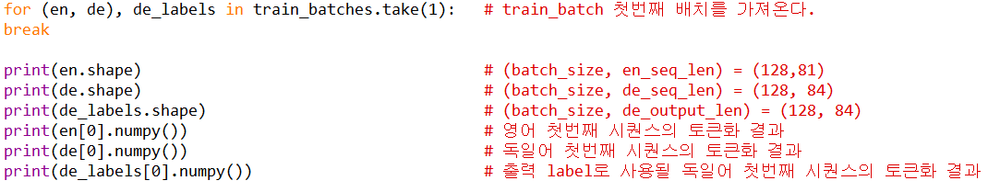 for (en, de), de_labels in train_batches.take(1):   # train_batch 첫번째 배치를 가져온다.
break
print(en.shape)   # (batch_size, en_seq_len) = (128,81)
print(de.shape)   # (batch_size, de_seq_len) = (128, 84)
print(de_labels.shape)   # (batch_size, de_output_len) = (128, 84)
print(en[0].numpy())   # 영어 첫번째 시퀀스의 토큰화 결과
print(de[0].numpy())   # 독일어 첫번째 시퀀스의 토큰화 결과
print(de_labels[0].numpy())   # 출력 label로 사용될 독일어 첫번째 시퀀스의 토큰화 결과